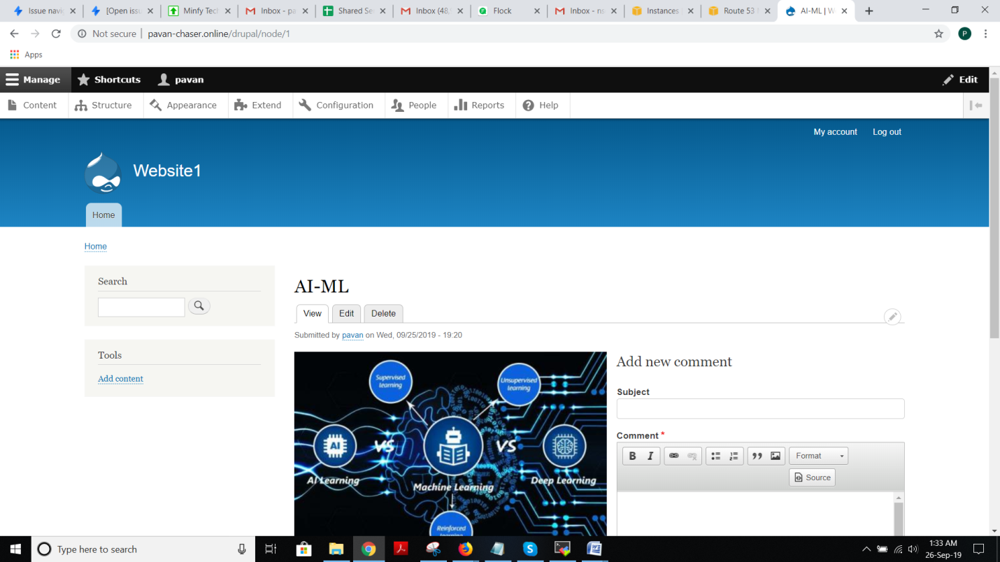 Issue navi
[Open issu
Minfy Tech
Inbox - pa
Shared Se
Inbox (48,
Flock
Inbox - ns
Instances
Route 53
AI-ML | W
Not secure | pavan-chaser.online/drupal/node/1
P
Apps
Manage Shortcuts pavan Edit
Content Structure Appearance Extend Configuration People Reports Help
My account Log out
Website1
Home
Home
Search
AI-ML
View Edit Delete
Submitted by pavan on Wed, 09/25/2019 - 19:20
Tools
Add content
Supervised
learning
Unsupervised
learning
AI
VS
VS
AI Learning
Machine Learning
Deep Learning
Reinforced
Add new comment
Subject
Comment *
B I Format
Source
Type here to search
1:33 AM
26-Sep-19